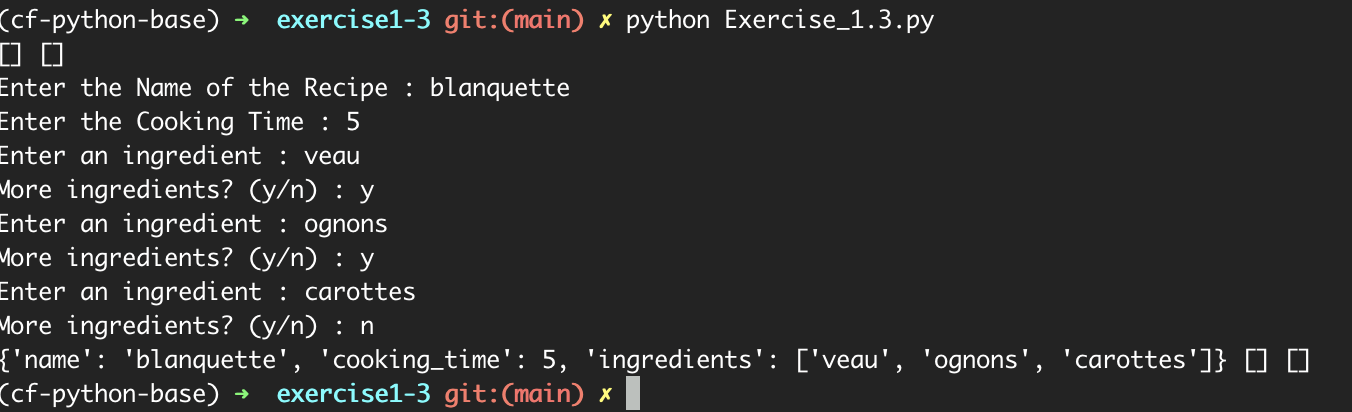 (cf-python-base) ➜  exercise1-3 git:(main) ✗ python Exercise_1.3.py
[] []
Enter the Name of the Recipe : blanquette
Enter the Cooking Time : 5
Enter an ingredient : veau
More ingredients? (y/n) : y
Enter an ingredient : ognons
More ingredients? (y/n) : y
Enter an ingredient : carottes
More ingredients? (y/n) : n
{'name': 'blanquette', 'cooking_time': 5, 'ingredients': ['veau', 'ognons', 'carottes']} [] []
(cf-python-base) ➜  exercise1-3 git:(main) ✗